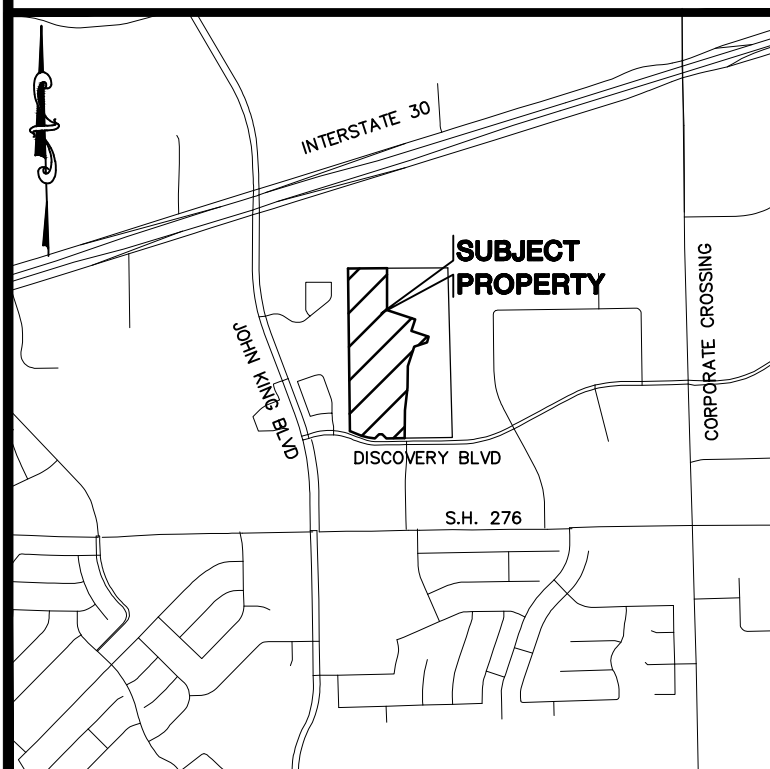 INTERSTATE 30
SUBJECT
PROPERTY
CORPORATE CROSSING
JOHN KING BLVD
DISCOVERY BLVD
S.H. 276